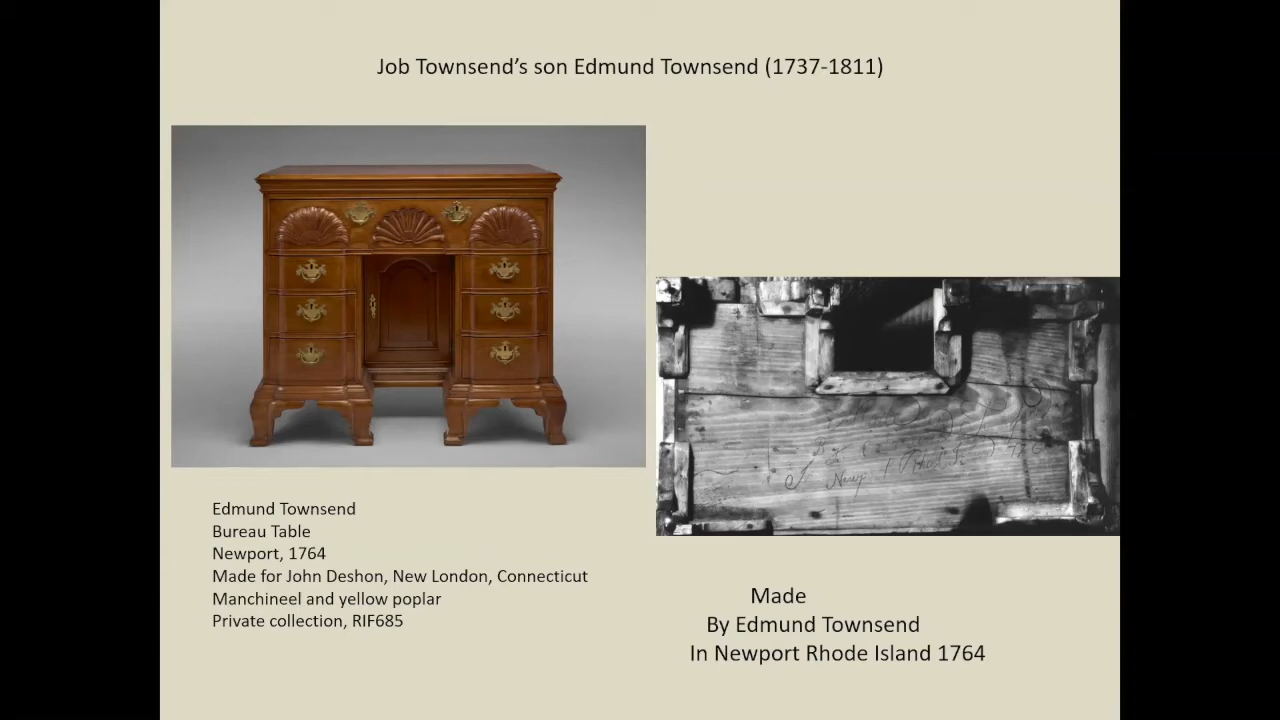 Job Townsend's son Edmund Townsend (1737-1811)
Edmund Townsend
Bureau Table
Newport, 1764
Made for John Deshon, New London, Connecticut
Manchineel and yellow poplar
Private collection, RIF685
Made
By Edmund Townsend
In Newport Rhode Island 1764